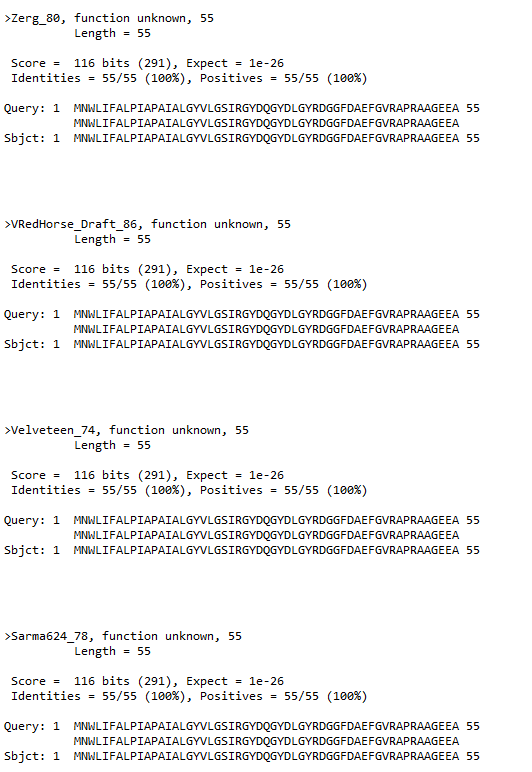 >Zerg_80, function unknown, 55
Length = 55
Score = 116 bits (291), Expect = 1e-26
Identities = 55/55 (100%), Positives = 55/55 (100%)
Query: 1 MNWLIFALPIAPAIALGYVLGSIRGYDQGYDLGYRDGGFDAEFGVRAPRAAGEEA 55
MNWLIFALPIAPAIALGYVLGSIRGYDQGYDLGYRDGGFDAEFGVRAPRAAGEEA
Sbjct: 1 MNWLIFALPIAPAIALGYVLGSIRGYDQGYDLGYRDGGFDAEFGVRAPRAAGEEA 55
>VRedHorse_Draft_86, function unknown, 55
Length = 55
Score = 116 bits (291), Expect = 1e-26
Identities = 55/55 (100%), Positives = 55/55 (100%)
Query: 1 MNWLIFALPIAPAIALGYVLGSIRGYDQGYDLGYRDGGFDAEFGVRAPRAAGEEA 55
MNWLIFALPIAPAIALGYVLGSIRGYDQGYDLGYRDGGFDAEFGVRAPRAAGEEA
Sbjct: 1 MNWLIFALPIAPAIALGYVLGSIRGYDQGYDLGYRDGGFDAEFGVRAPRAAGEEA 55
>Velveteen_74, function unknown, 55
Length = 55
Score = 116 bits (291), Expect = 1e-26
Identities = 55/55 (100%), Positives = 55/55 (100%)
Query: 1 MNWLIFALPIAPAIALGYVLGSIRGYDQGYDLGYRDGGFDAEFGVRAPRAAGEEA 55
MNWLIFALPIAPAIALGYVLGSIRGYDQGYDLGYRDGGFDAEFGVRAPRAAGEEA
Sbjct: 1 MNWLIFALPIAPAIALGYVLGSIRGYDQGYDLGYRDGGFDAEFGVRAPRAAGEEA 55
>Sarma624_78, function unknown, 55
Length = 55
Score = 116 bits (291), Expect = 1e-26
Identities = 55/55 (100%), Positives = 55/55 (100%)
Query: 1 MNWLIFALPIAPAIALGYVLGSIRGYDQGYDLGYRDGGFDAEFGVRAPRAAGEEA 55
MNWLIFALPIAPAIALGYVLGSIRGYDQGYDLGYRDGGFDAEFGVRAPRAAGEEA
Sbjct: 1 MNWLIFALPIAPAIALGYVLGSIRGYDQGYDLGYRDGGFDAEFGVRAPRAAGEEA 55